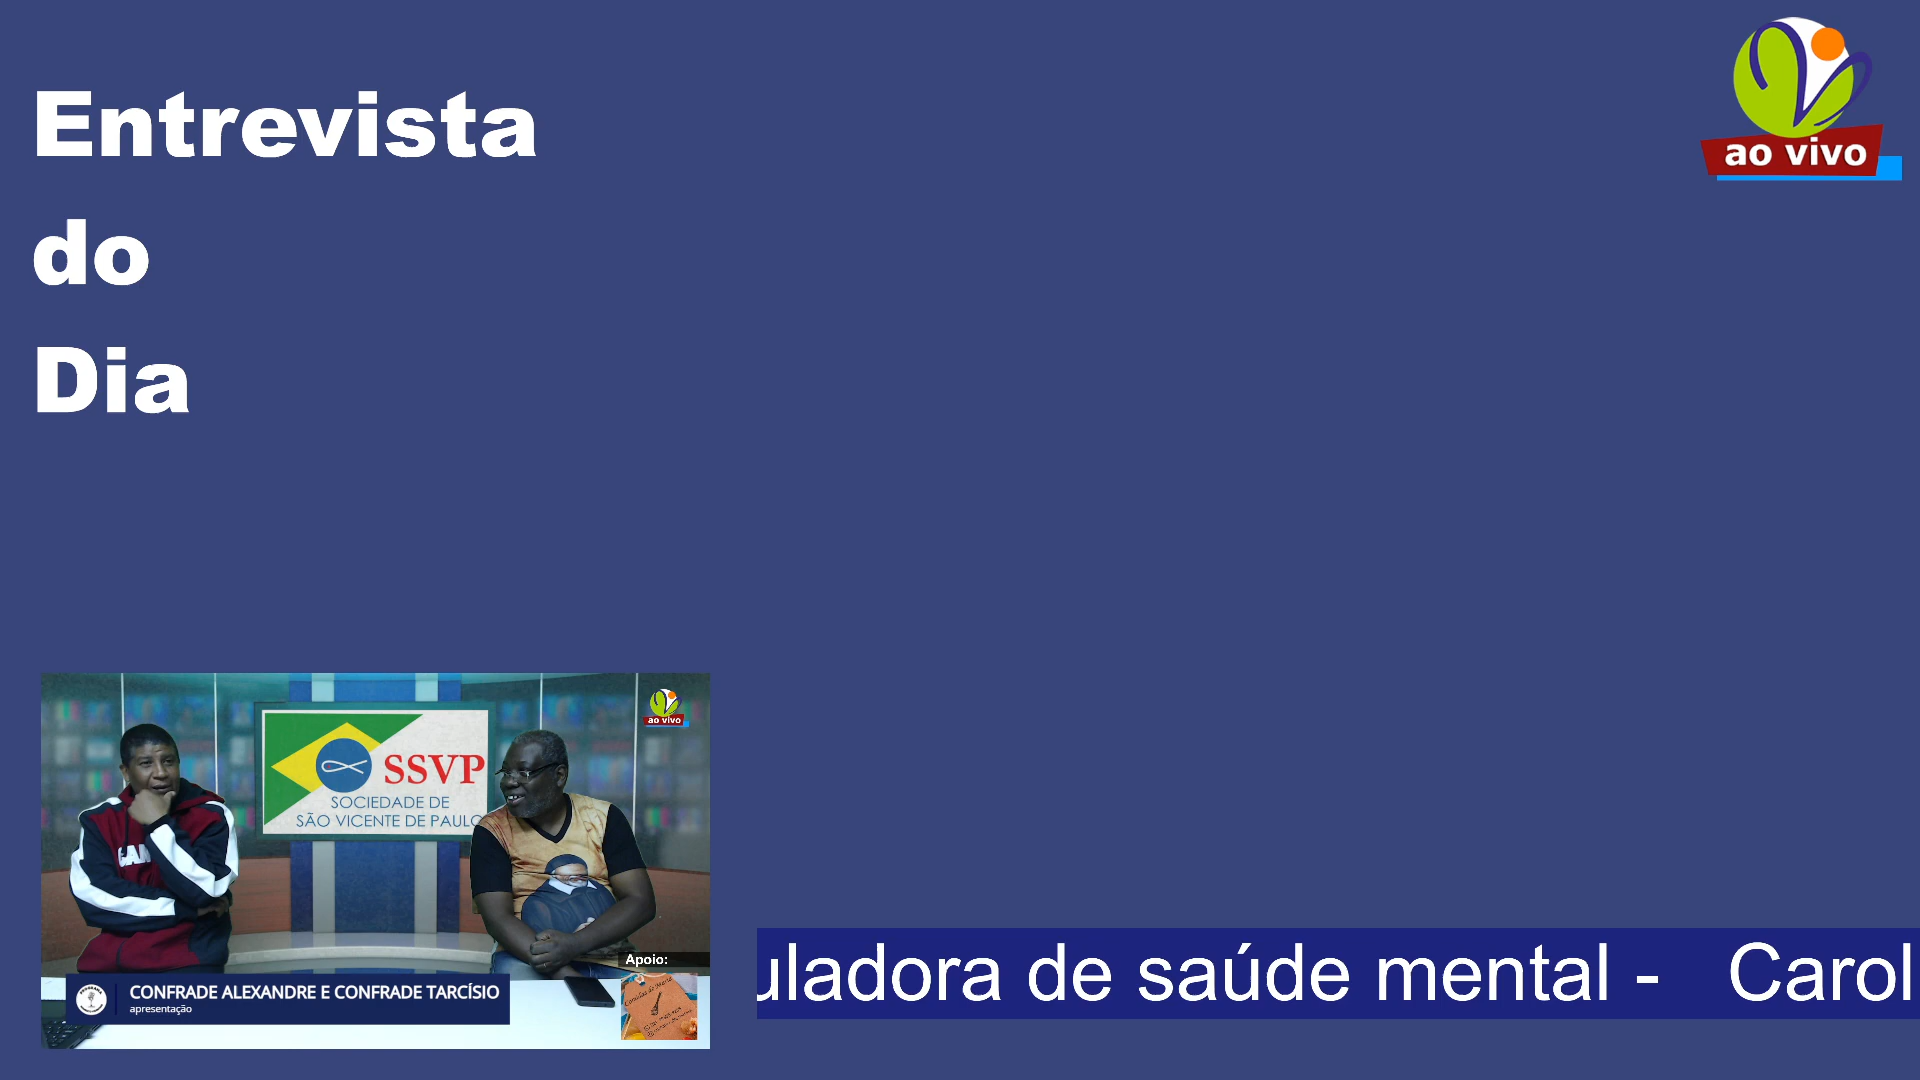 Entrevista
do
Dia
ao vivo
ao vivo
SSVP
SOCIEDADE DE
SÃO VICENTE DE PAULO
Apoio:
CONFRADE ALEXANDRE E CONFRADE TARCÍSIO
apresentação
uladora de saúde mental - Carol